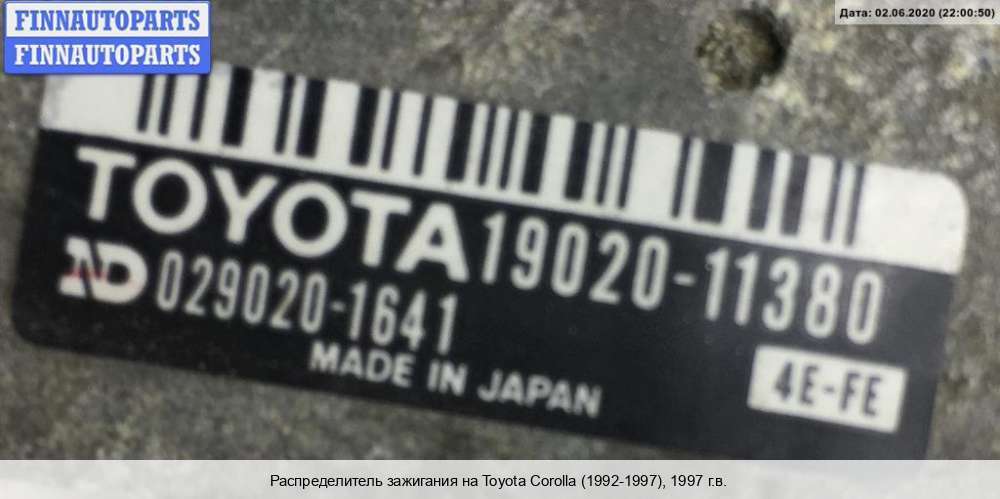 FINNAUTOPARTS
FINNAUTOPARTS
Дата: 02.06.2020 (22:00:50)
TOYOTA 19020-11380
ND 029020-1641
MADE IN JAPAN
4E-FE
Распределитель зажигания на Toyota Corolla (1992-1997), 1997 г.в.